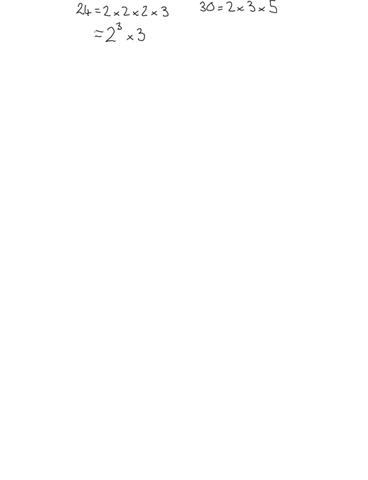 24 = 2 × 2 × 2 × 3
= 2³ × 3
30 = 2 × 3 × 5